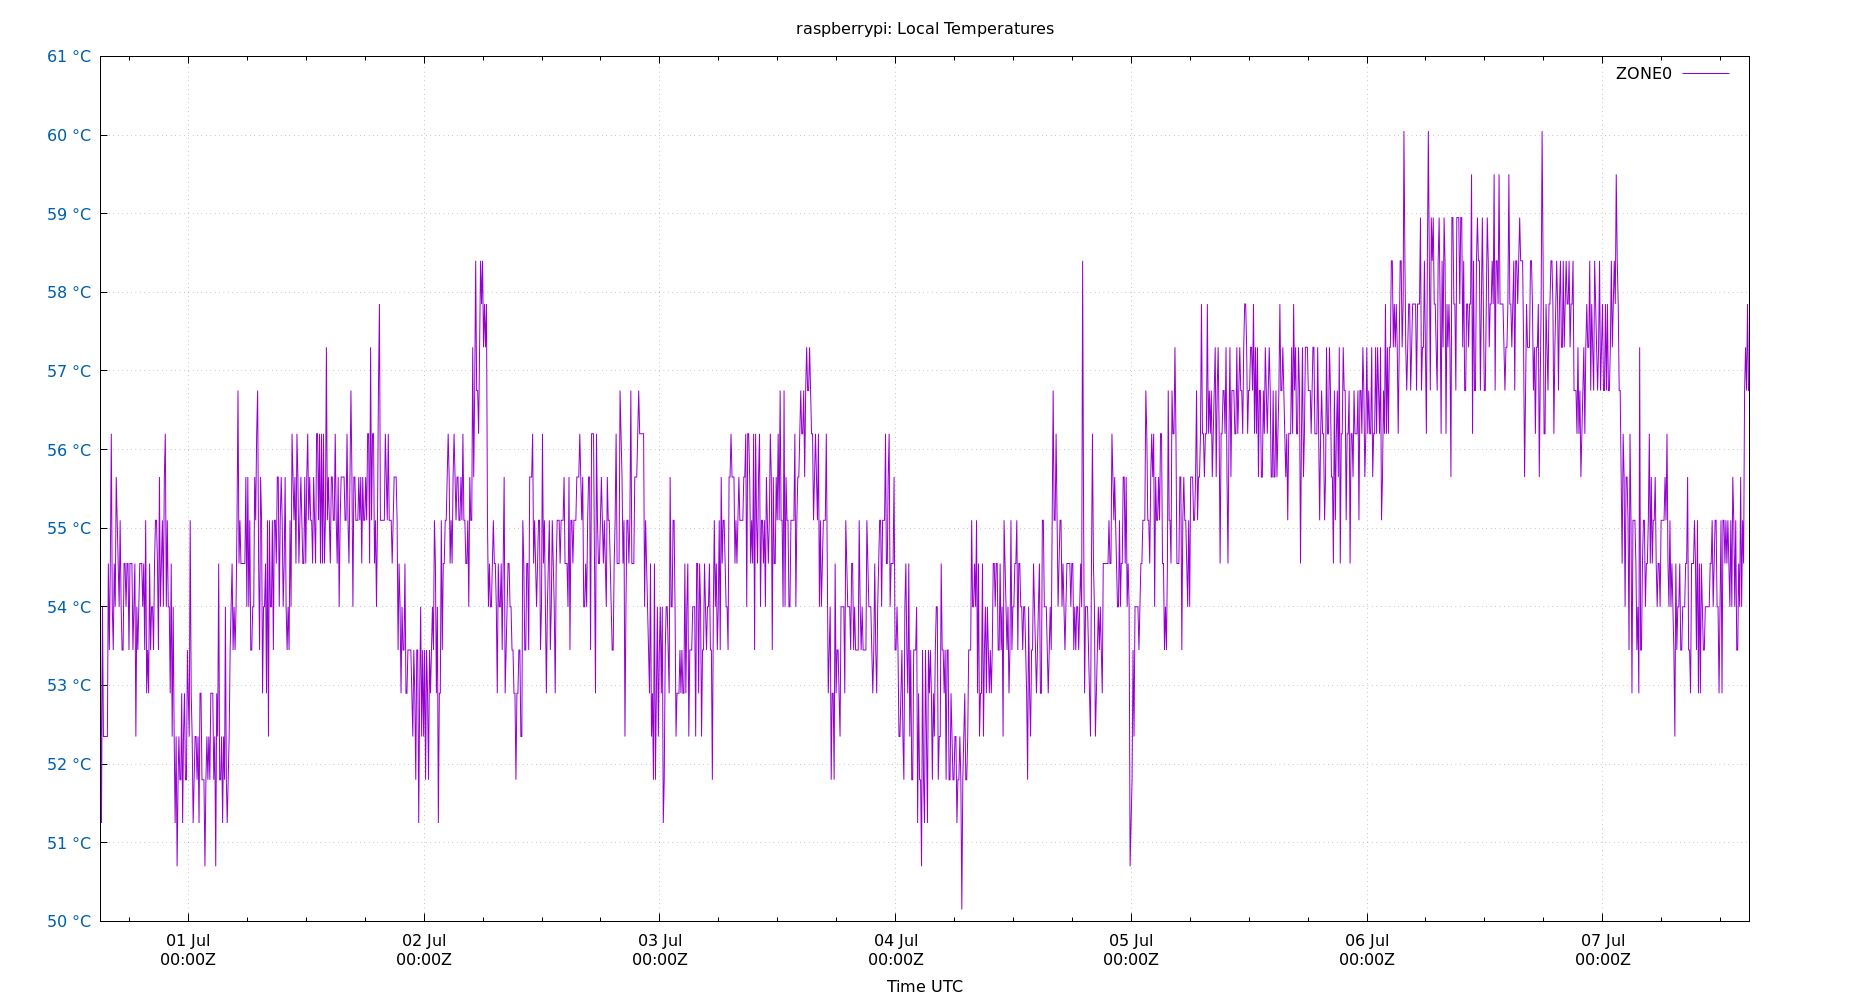 raspberrypi: Local Temperatures
61 °C
ZONE0
60 °C
59 °C
58 °C
57 °C
56 °C
55 °C
54 °C
53 °C
52 °C
51 °C
50 °C
01 Jul 02 Jul 03 Jul 04 Jul 05 Jul 06 Jul 07 Jul
00:00Z 00:00Z 00:00Z 00:00Z 00:00Z 00:00Z 00:00Z
Time UTC